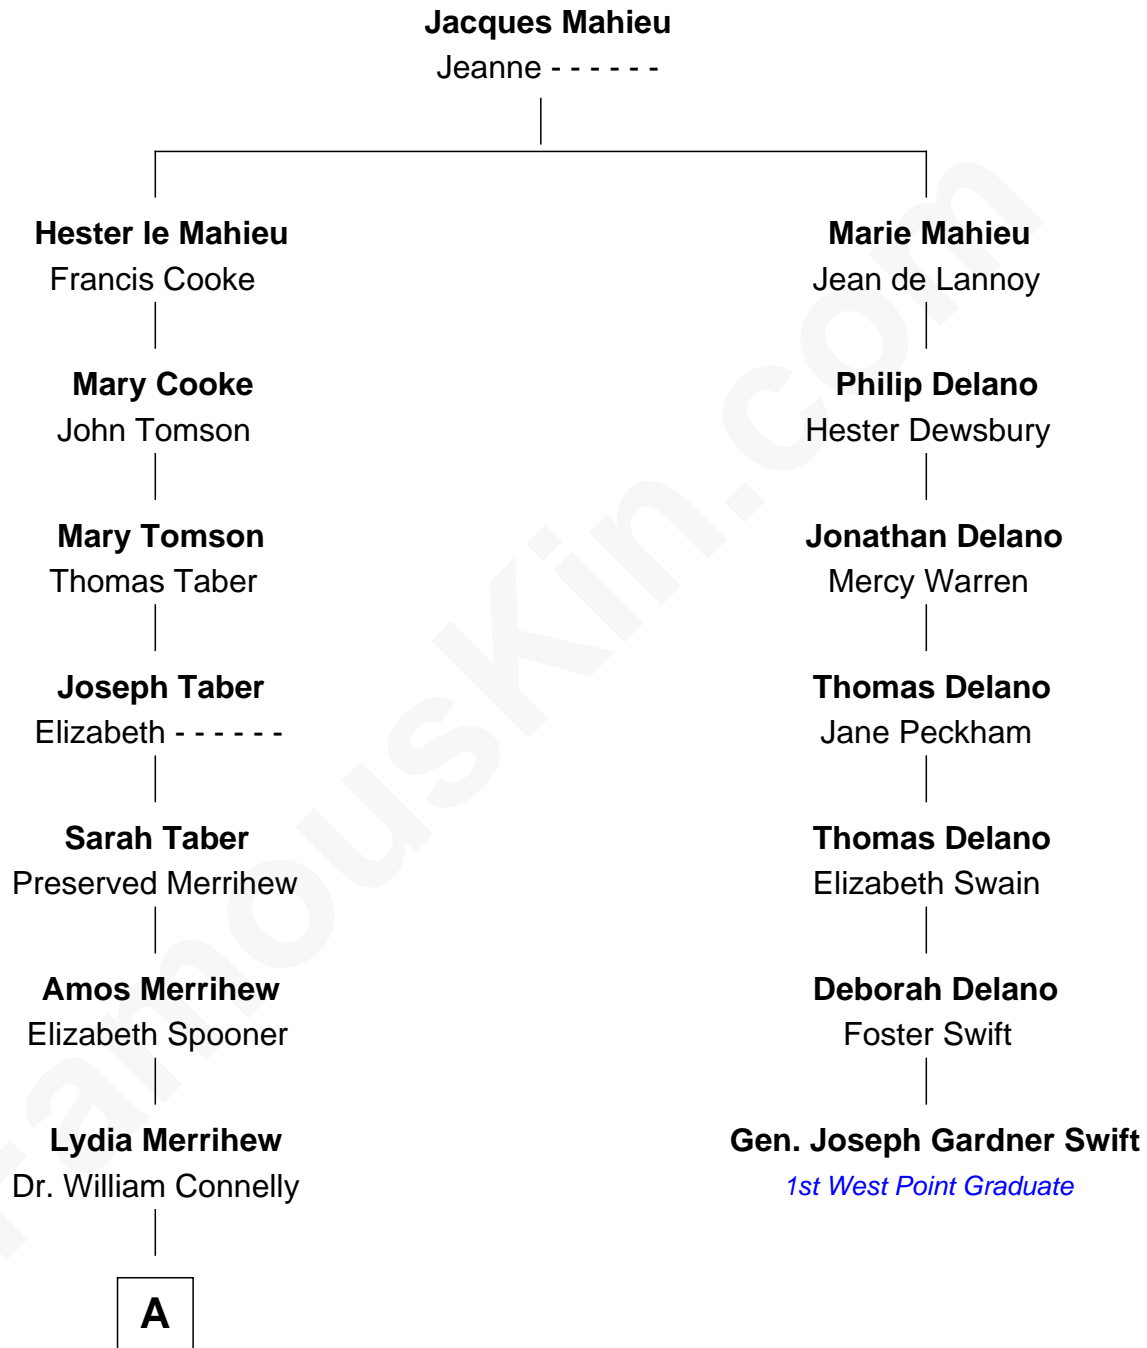 Jacques Mahieu
Jeanne - - - - - -
Hester le Mahieu
Francis Cooke
Marie Mahieu
Jean de Lannoy
Mary Cooke
John Tomson
Philip Delano
Hester Dewsbury
Mary Tomson
Thomas Taber
Jonathan Delano
Mercy Warren
Joseph Taber
Elizabeth - - - - - -
Thomas Delano
Jane Peckham
Sarah Taber
Preserved Merrihew
Thomas Delano
Elizabeth Swain
Amos Merrihew
Elizabeth Spooner
Deborah Delano
Foster Swift
Lydia Merrihew
Dr. William Connelly
Gen. Joseph Gardner Swift
1st West Point Graduate
A
FamousKin.com